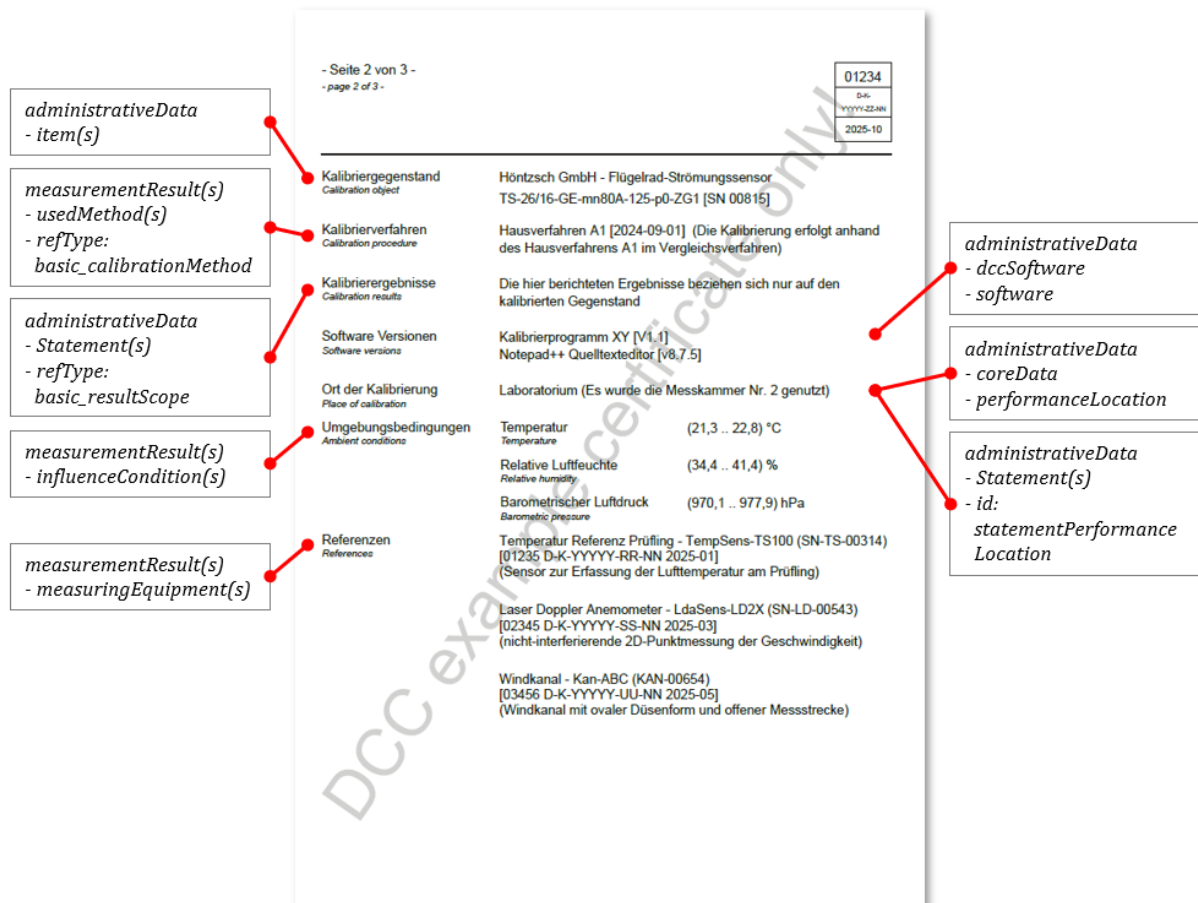 - Seite 2 von 3 -
- page 2 of 3 -
01234
D-K-
YYYYY-ZZ-NN
2025-10
administrativeData
- item(s)
measurementResult(s)
- usedMethod(s)
- refType:
basic_calibrationMethod
administrativeData
- Statement(s)
- refType:
basic_resultScope
measurementResult(s)
- influenceCondition(s)
measurementResult(s)
- measuringEquipment(s)
Kalibriergegenstand
Calibration object
Höntzsch GmbH - Flügelrad-Strömungssensor
TS-26/16-GE-mn80A-125-p0-ZG1 [SN 00815]
Kalibrierverfahren
Calibration procedure
Hausverfahren A1 [2024-09-01] (Die Kalibrierung erfolgt anhand
des Hausverfahrens A1 im Vergleichsverfahren)
Kalibrierergebnisse
Calibration results
Die hier berichteten Ergebnisse beziehen sich nur auf den
kalibrierten Gegenstand
Software Versionen
Software versions
Kalibrierprogramm XY [V1.1]
Notepad++ Quelltexteditor [v8.7.5]
Ort der Kalibrierung
Place of calibration
Laboratorium (Es wurde die Messkammer Nr. 2 genutzt)
Umgebungsbedingungen
Ambient conditions
Temperatur (21,3 .. 22,8) °C
Temperature
Relative Luftfeuchte (34,4 .. 41,4) %
Relative humidity
Barometrischer Luftdruck (970,1 .. 977,9) hPa
Barometric pressure
Referenzen
References
Temperatur Referenz Prüfling - TempSens-TS100 (SN-TS-00314)
[01235 D-K-YYYYY-RR-NN 2025-01]
(Sensor zur Erfassung der Lufttemperatur am Prüfling)
Laser Doppler Anemometer - LdaSens-LD2X (SN-LD-00543)
[02345 D-K-YYYYY-SS-NN 2025-03]
(nicht-interferierende 2D-Punktmessung der Geschwindigkeit)
Windkanal - Kan-ABC (KAN-00654)
[03456 D-K-YYYYY-UU-NN 2025-05]
(Windkanal mit ovaler Düsenform und offener Messstrecke)
DCC example certificate only!
administrativeData
- dccSoftware
- software
administrativeData
- coreData
- performanceLocation
administrativeData
- Statement(s)
- id:
statementPerformance
Location